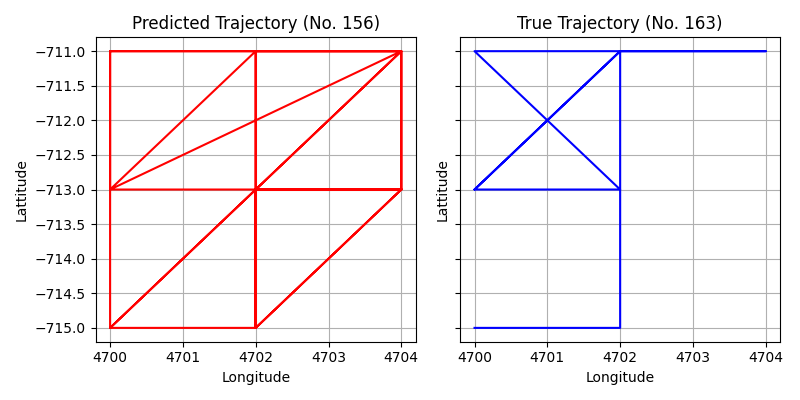 Predicted Trajectory (No. 156)
True Trajectory (No. 163)
Lattitude
−711.0
−711.5
−712.0
−712.5
−713.0
−713.5
−714.0
−714.5
−715.0
4700 4701 4702 4703 4704
Longitude
Lattitude
4700 4701 4702 4703 4704
Longitude